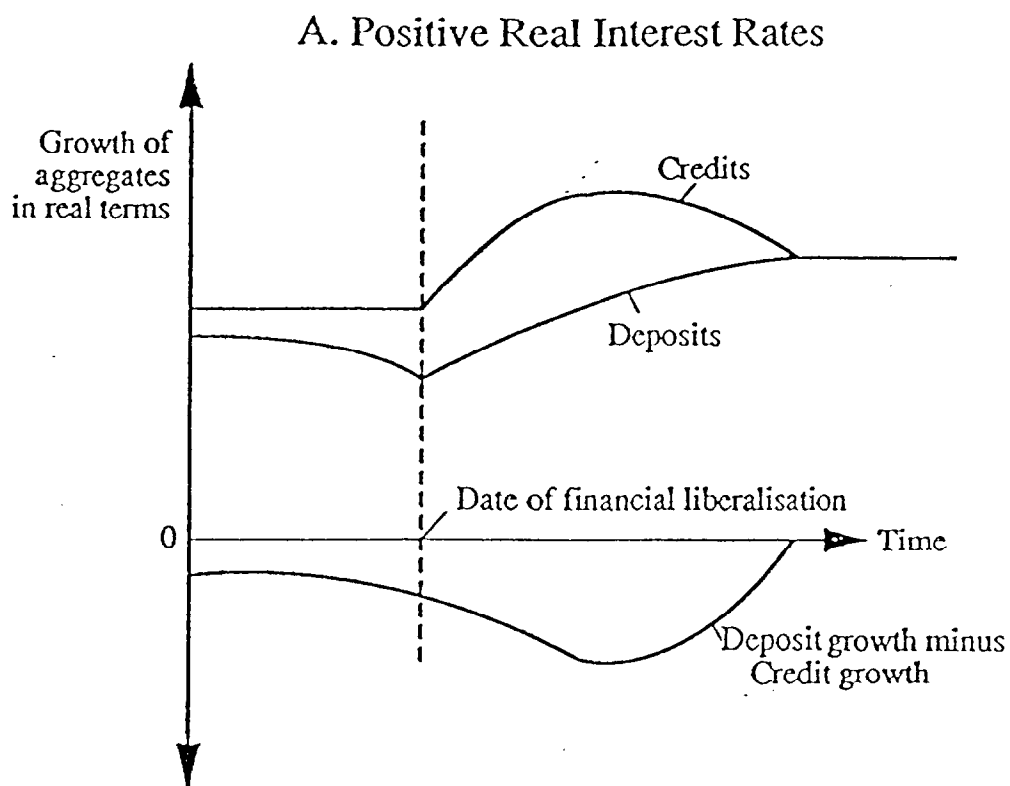 A. Positive Real Interest Rates
Growth of
aggregates
in real terms
Credits
Deposits
Date of financial liberalisation
0
Time
Deposit growth minus
Credit growth